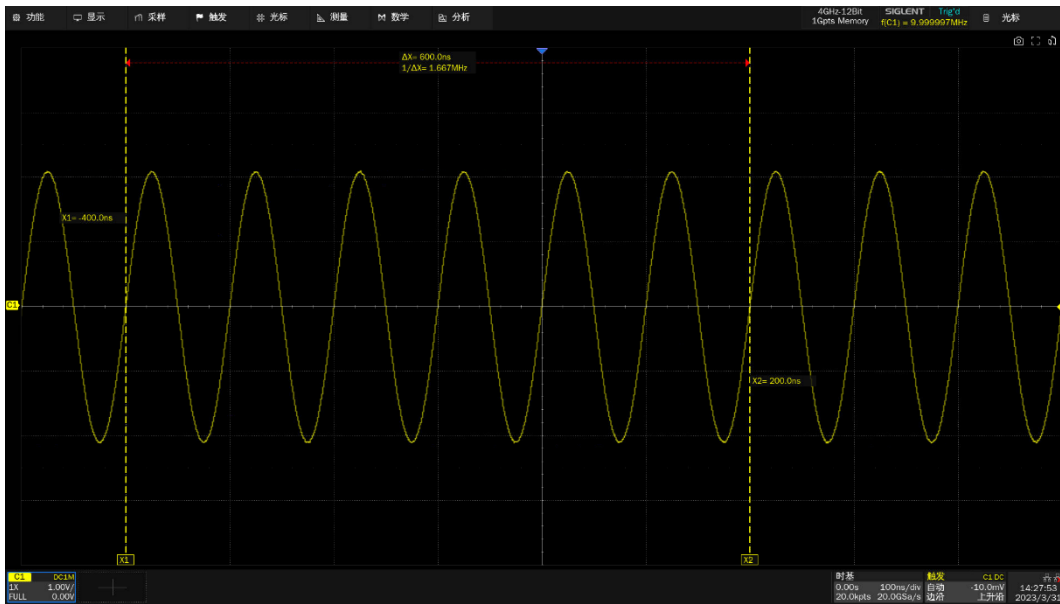 功能 显示 采样 触发 光标 测量 M 数学 分析
4GHz-12Bit SIGLENT Trig'd 光标
1Gpts Memory f(C1) = 9.999997MHz
ΔX= 600.0ns
1/ΔX= 1.667MHz
X1= -400.0ns
C1
X2= 200.0ns
X1 X2
C1 DC1M
1X 1.00V/
FULL 0.00V
时基
0.00s 100ns/div
20.0kpts 20.0GSa/s
触发 C1 DC
自动 -10.0mV
边沿 上升沿
14:27:53
2023/3/31